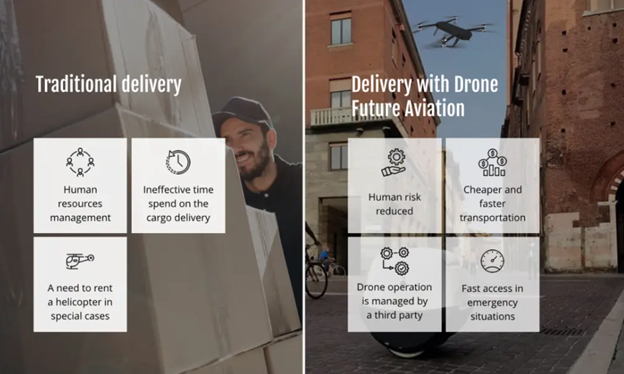 Traditional delivery
Human
resources
management
Ineffective time
spend on the
cargo delivery
A need to rent
a helicopter in
special cases
Delivery with Drone
Future Aviation
Human risk
reduced
Cheaper and
faster
transportation
Drone operation
is managed by
a third party
Fast access in
emergency
situations